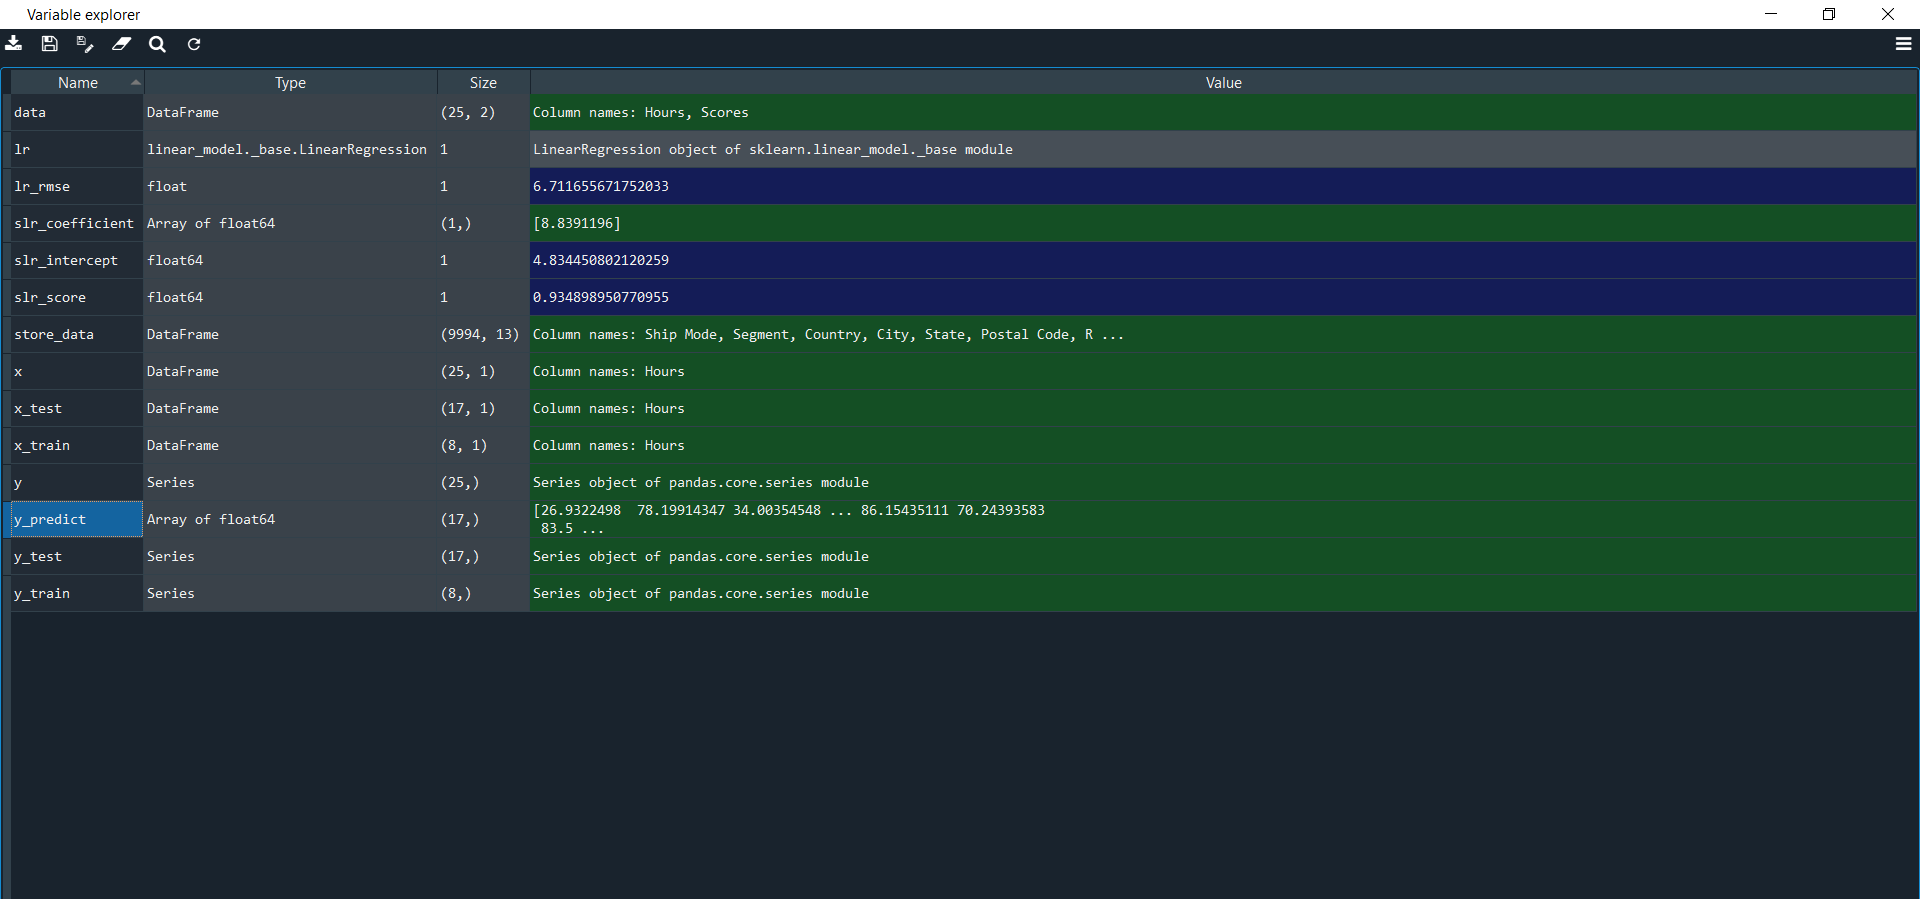 Variable explorer
Name Type Size Value
data DataFrame (25, 2) Column names: Hours, Scores
lr linear_model._base.LinearRegression 1 LinearRegression object of sklearn.linear_model._base module
lr_rmse float 1 6.711655671752033
slr_coefficient Array of float64 (1,) [8.8391196]
slr_intercept float64 1 4.834450802120259
slr_score float64 1 0.934898950770955
store_data DataFrame (9994, 13) Column names: Ship Mode, Segment, Country, City, State, Postal Code, R ...
x DataFrame (25, 1) Column names: Hours
x_test DataFrame (17, 1) Column names: Hours
x_train DataFrame (8, 1) Column names: Hours
y Series (25,) Series object of pandas.core.series module
y_predict Array of float64 (17,) [26.9322498 78.19914347 34.00354548 ... 86.15435111 70.24393583
83.5 ...
y_test Series (17,) Series object of pandas.core.series module
y_train Series (8,) Series object of pandas.core.series module